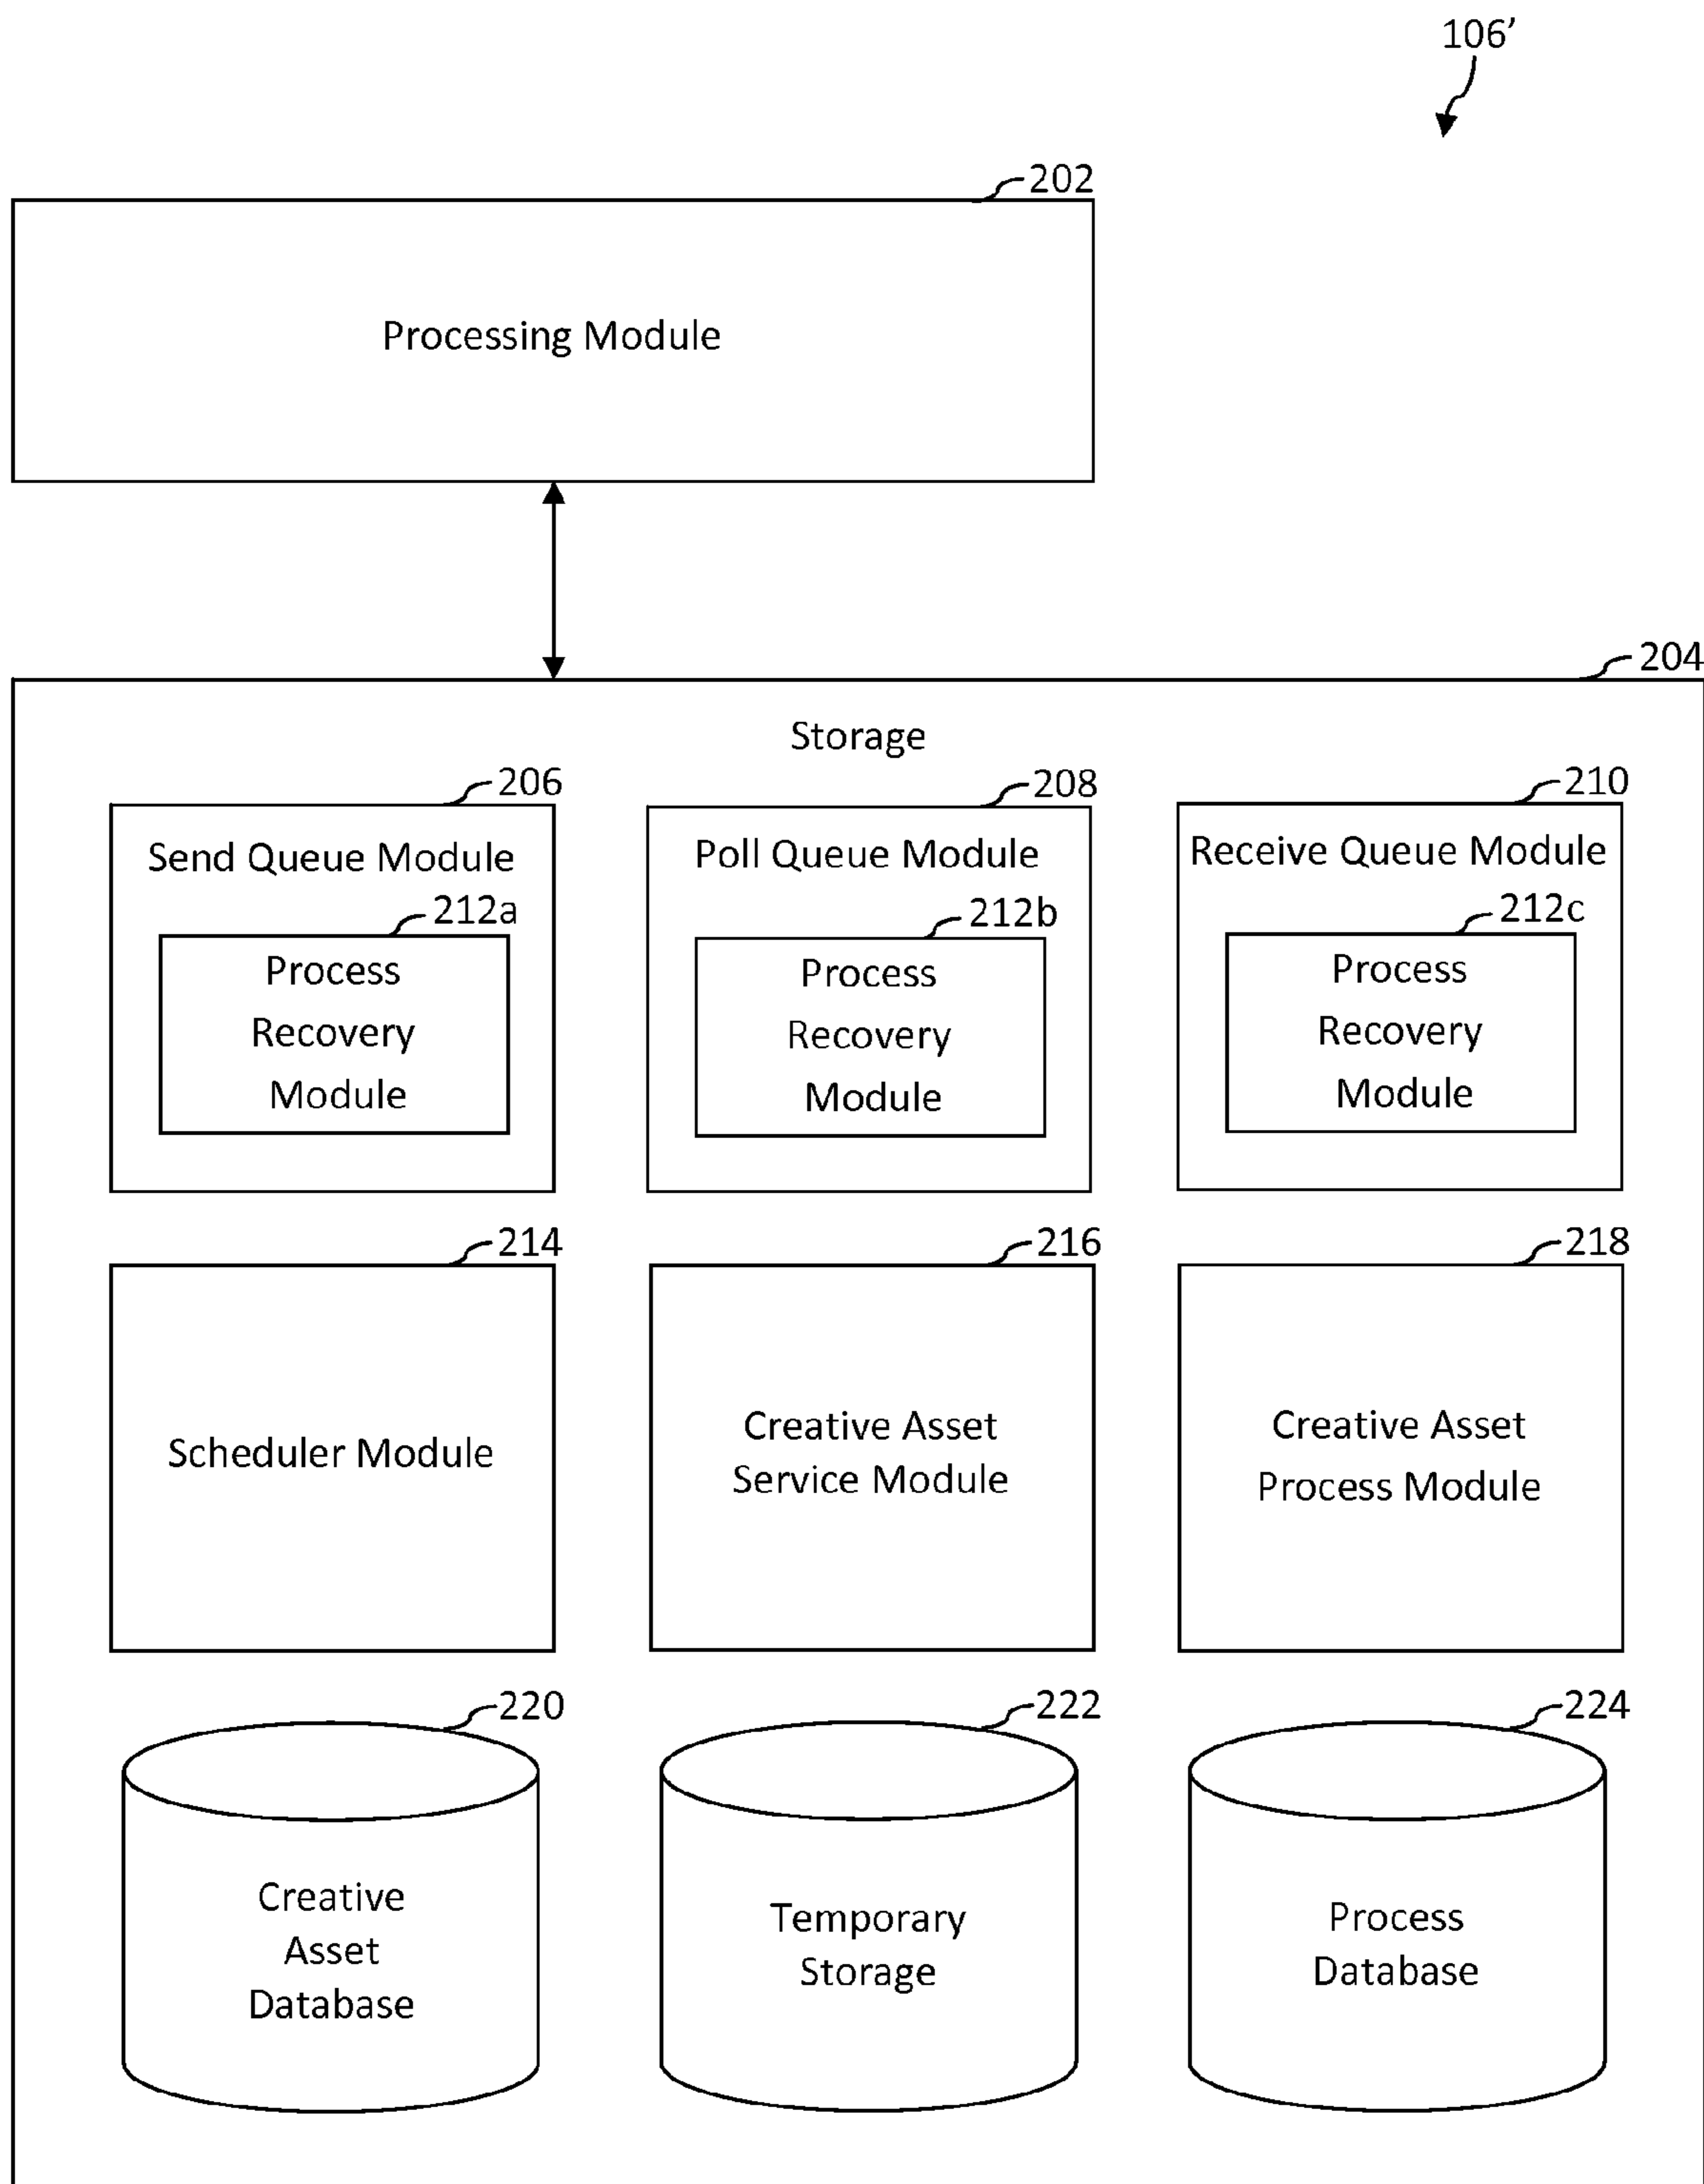 106’
202
Processing Module
204
Storage
206
208
210
Send Queue Module
Poll Queue Module
Receive Queue Module
212a
212b
212c
Process
Recovery
Module
Process
Recovery
Module
Process
Recovery
Module
214
216
218
Scheduler Module
Creative Asset
Service Module
Creative Asset
Process Module
220
222
224
Creative
Asset
Database
Temporary
Storage
Process
Database